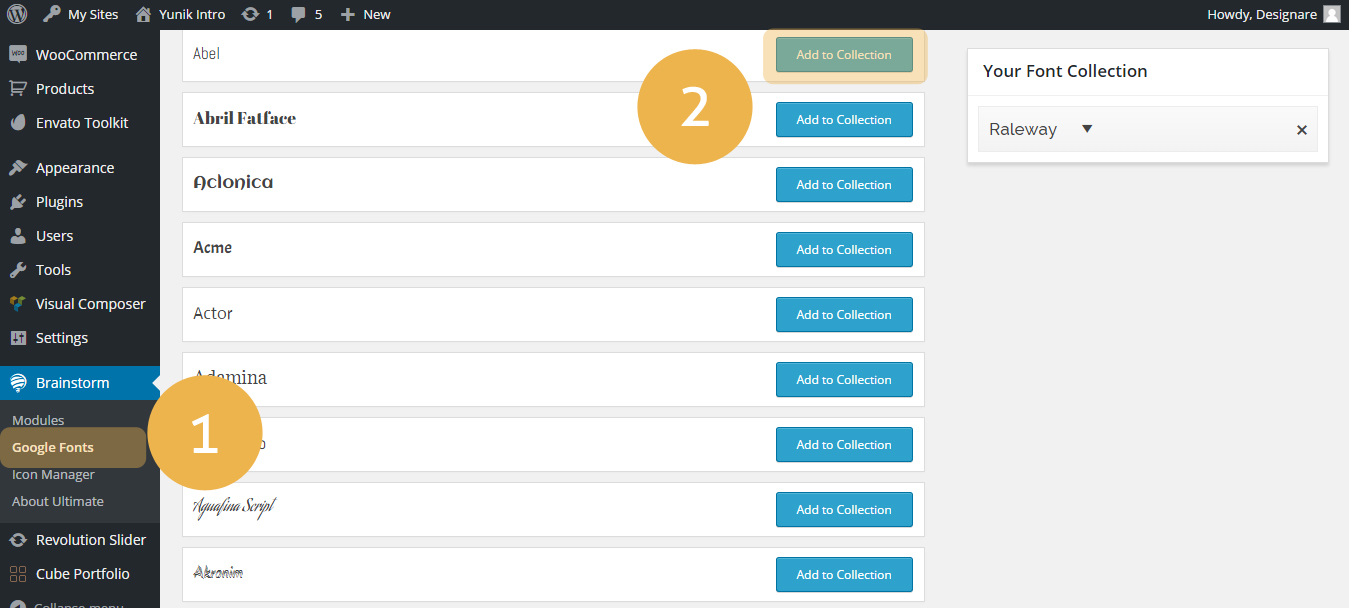 My Sites Yunik Intro 1 5 New Howdy, Designare
WooCommerce
Products
Envato Toolkit
Appearance
Plugins
Users
Tools
Visual Composer
Settings
Brainstorm
Modules
Google Fonts
Icon Manager
About Ultimate
Revolution Slider
Cube Portfolio
Collapse menu
1
2
Abel Add to Collection
Abril Fatface Add to Collection
Aclonica Add to Collection
Acme Add to Collection
Actor Add to Collection
Adamina Add to Collection
Add to Collection
Aguafina Script Add to Collection
Akronim Add to Collection
Your Font Collection
Raleway